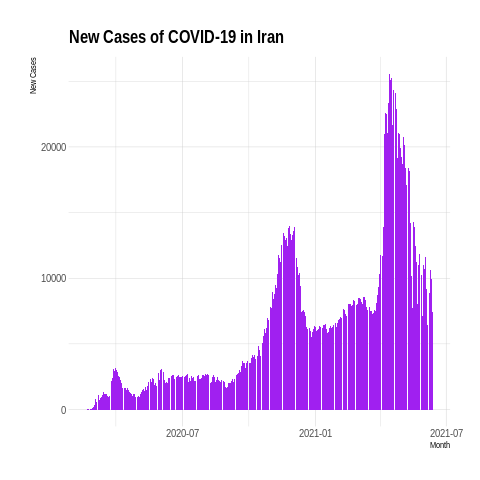 New Cases of COVID-19 in Iran
New Cases
20000
10000
0
2020-07
2021-01
2021-07
Month